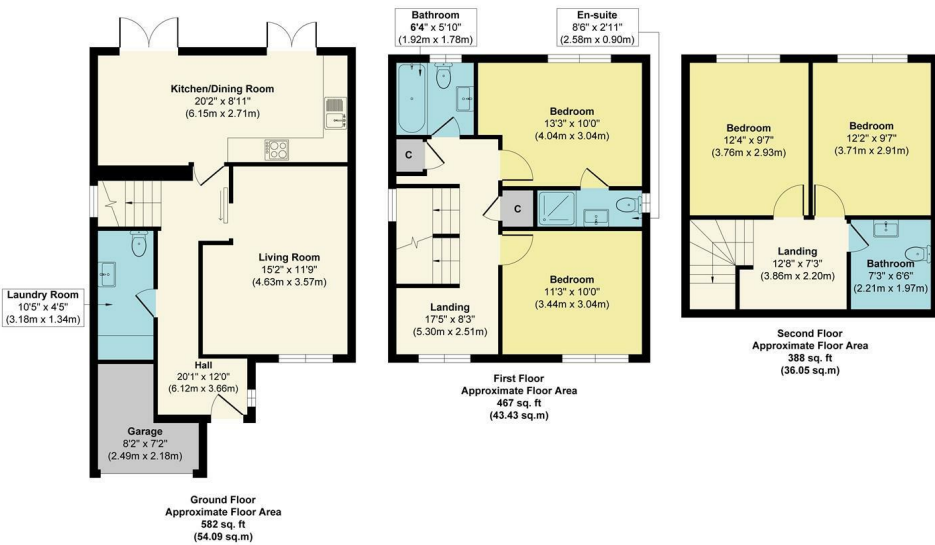 Kitchen/Dining Room
20'2" x 8'11"
(6.15m x 2.71m)
Living Room
15'2" x 11'9"
(4.63m x 3.57m)
Laundry Room
10'5" x 4'5"
(3.18m x 1.34m)
Hall
20'1" x 12'0"
(6.12m x 3.66m)
Garage
8'2" x 7'2"
(2.49m x 2.18m)
Ground Floor
Approximate Floor Area
582 sq. ft
(54.09 sq.m)
Bathroom
6'4" x 5'10"
(1.92m x 1.78m)
En-suite
8'6" x 2'11"
(2.58m x 0.90m)
Bedroom
13'3" x 10'0"
(4.04m x 3.04m)
C
C
Bedroom
11'3" x 10'0"
(3.44m x 3.04m)
Landing
17'5" x 8'3"
(5.30m x 2.51m)
First Floor
Approximate Floor Area
467 sq. ft
(43.43 sq.m)
Bedroom
12'4" x 9'7"
(3.76m x 2.93m)
Bedroom
12'2" x 9'7"
(3.71m x 2.91m)
Landing
12'8" x 7'3"
(3.86m x 2.20m)
Bathroom
7'3" x 6'6"
(2.21m x 1.97m)
Second Floor
Approximate Floor Area
388 sq. ft
(36.05 sq.m)